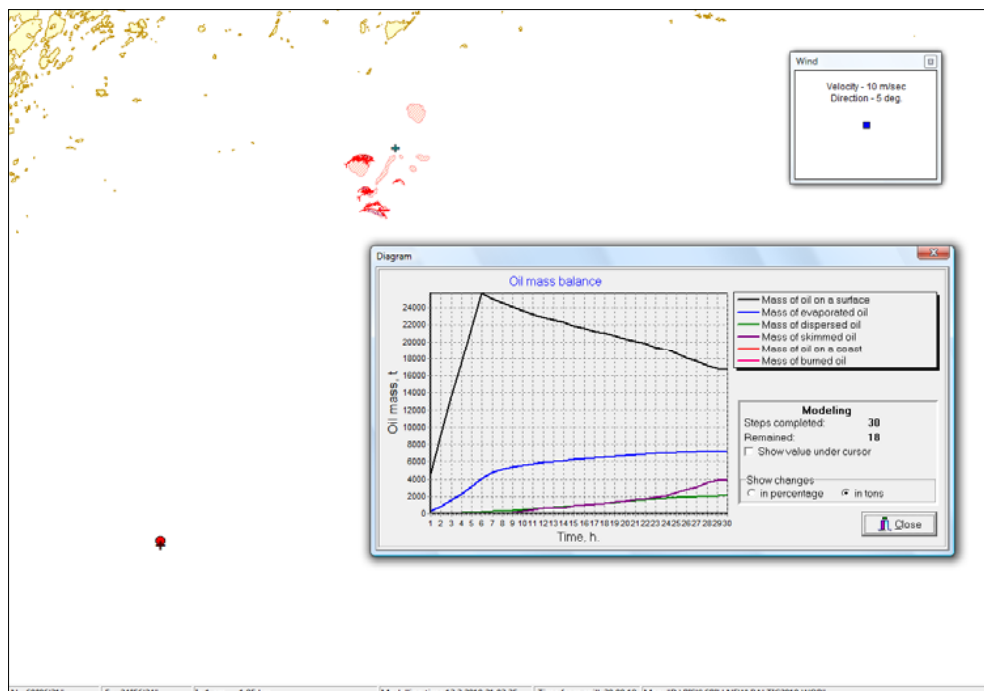 Wind
Velocity - 10 m/sec
Direction - 5 deg.
Diagram
Oil mass balance
Oil mass, t
24000
22000
20000
18000
16000
14000
12000
10000
8000
6000
4000
2000
0
1 2 3 4 5 6 7 8 9 10 11 12 13 14 15 16 17 18 19 20 21 22 23 24 25 26 27 28 29 30
Time, h.
Mass of oil on a surface
Mass of evaporated oil
Mass of dispersed oil
Mass of skimmed oil
Mass of oil on a coast
Mass of burned oil
Modeling
Steps completed: 30
Remained: 18
Show value under cursor
Show changes
in percentage in tons
Close